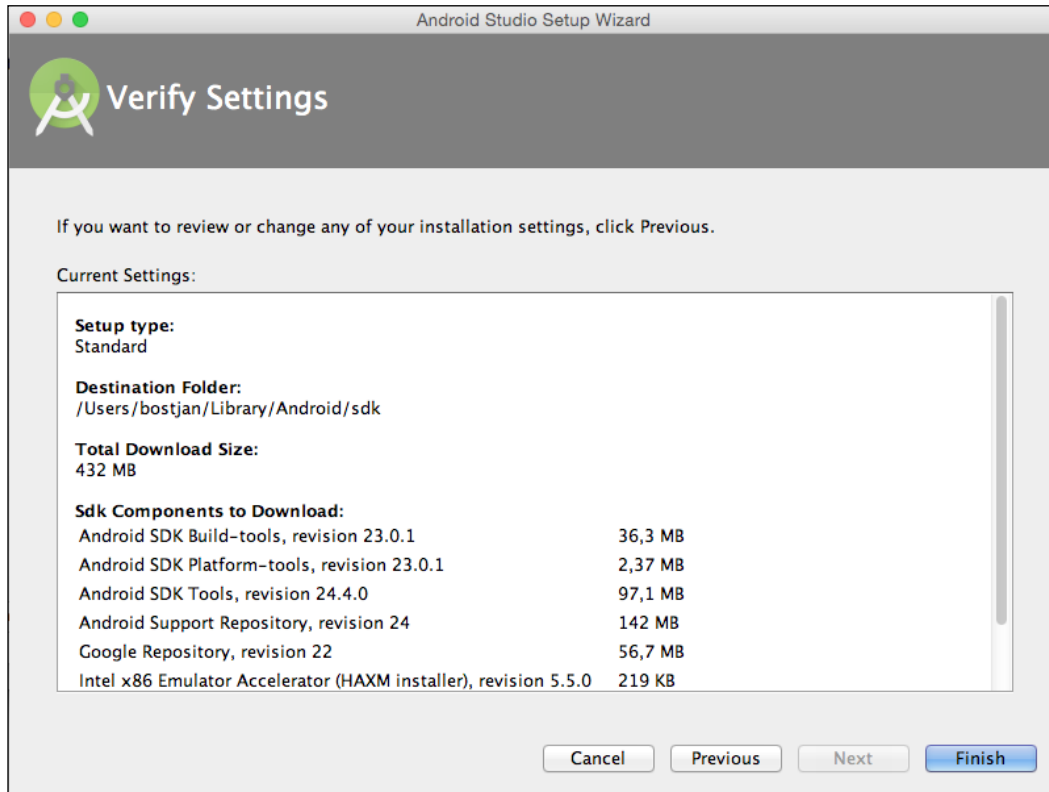 Android Studio Setup Wizard
Verify Settings
If you want to review or change any of your installation settings, click Previous.
Current Settings:
Setup type:
Standard
Destination Folder:
/Users/bostjan/Library/Android/sdk
Total Download Size:
432 MB
Sdk Components to Download:
Android SDK Build-tools, revision 23.0.1 36,3 MB
Android SDK Platform-tools, revision 23.0.1 2,37 MB
Android SDK Tools, revision 24.4.0 97,1 MB
Android Support Repository, revision 24 142 MB
Google Repository, revision 22 56,7 MB
Intel x86 Emulator Accelerator (HAXM installer), revision 5.5.0 219 KB
Cancel Previous Next Finish